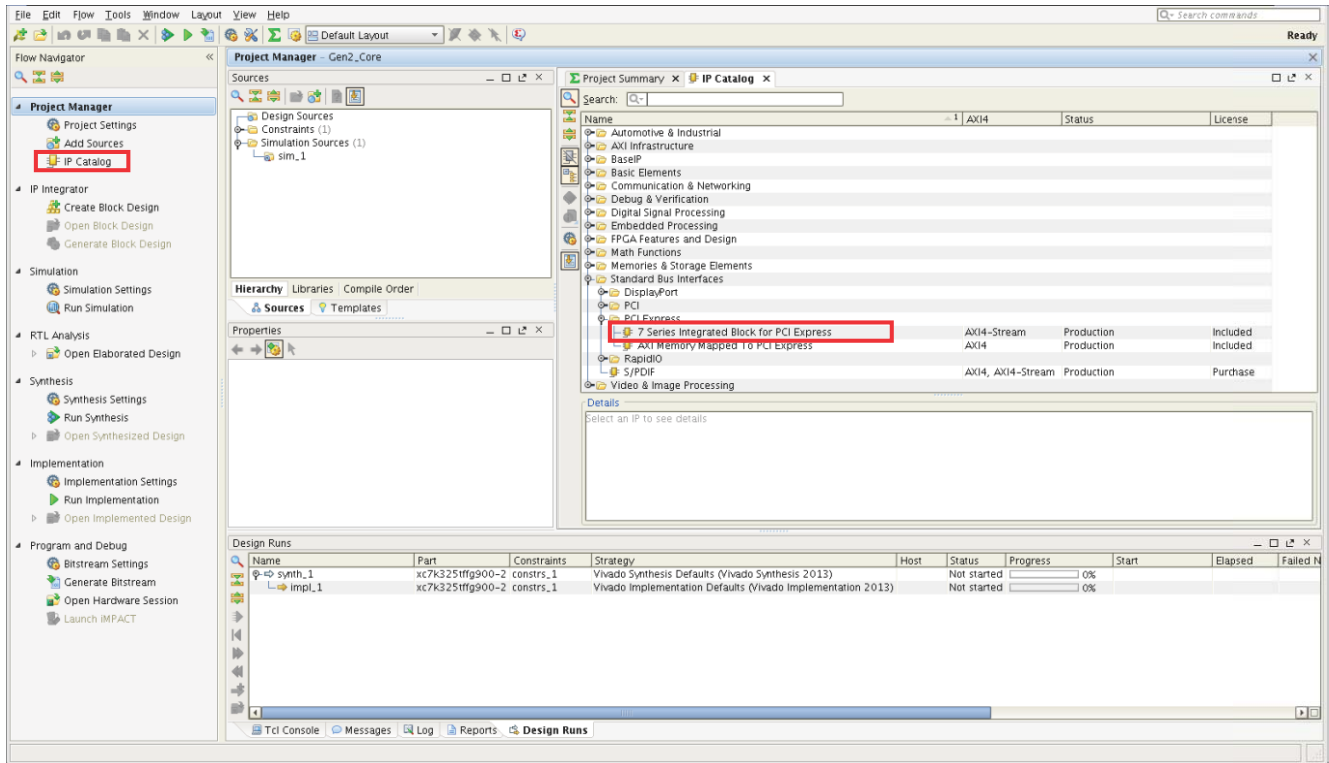 File Edit Flow Tools Window Layout View Help
Search commands
Default Layout
Ready
Flow Navigator
Project Manager
Project Settings
Add Sources
IP Catalog
IP Integrator
Create Block Design
Open Block Design
Generate Block Design
Simulation
Simulation Settings
Run Simulation
RTL Analysis
Open Elaborated Design
Synthesis
Synthesis Settings
Run Synthesis
Open Synthesized Design
Implementation
Implementation Settings
Run Implementation
Open Implemented Design
Program and Debug
Bitstream Settings
Generate Bitstream
Open Hardware Session
Launch iMPACT
Project Manager - Gen2_Core
Sources
Design Sources
Constraints (1)
Simulation Sources (1)
sim_1
Hierarchy Libraries Compile Order
Sources Templates
Properties
Project Summary IP Catalog
Search:
Name 1 AXI4 Status License
Automotive & Industrial
AXI Infrastructure
BaseIP
Basic Elements
Communication & Networking
Debug & Verification
Digital Signal Processing
Embedded Processing
FPGA Features and Design
Math Functions
Memories & Storage Elements
Standard Bus Interfaces
DisplayPort
PCI
PCI Express
7 Series Integrated Block for PCI Express AXI4-Stream Production Included
AXI Memory Mapped To PCI Express AXI4 Production Included
RapidIO
S/PDIF AXI4, AXI4-Stream Production Purchase
Video & Image Processing
Details
Select an IP to see details
Design Runs
Name Part Constraints Strategy Host Status Progress Start Elapsed Failed N
synth_1 xc7k325tffg900-2 constrs_1 Vivado Synthesis Defaults (Vivado Synthesis 2013) Not started 0%
impl_1 xc7k325tffg900-2 constrs_1 Vivado Implementation Defaults (Vivado Implementation 2013) Not started 0%
Tcl Console Messages Log Reports Design Runs